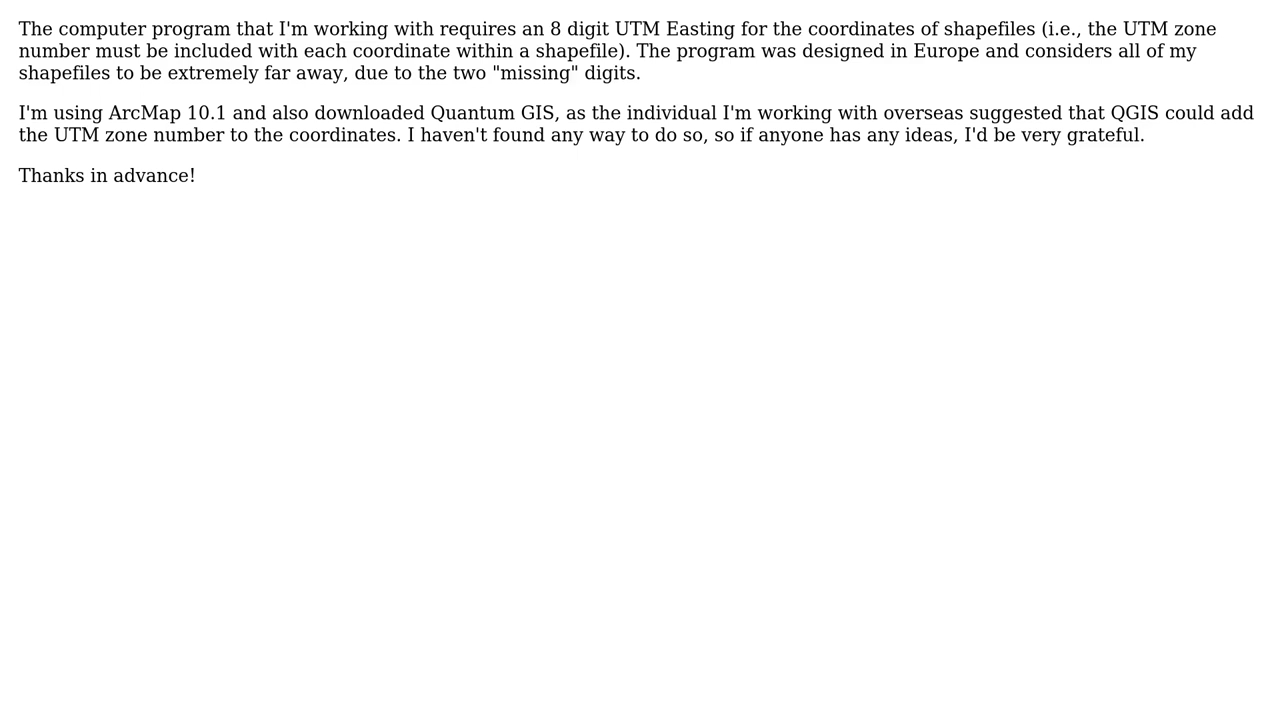 The computer program that I'm working with requires an 8 digit UTM Easting for the coordinates of shapefiles (i.e., the UTM zone
number must be included with each coordinate within a shapefile). The program was designed in Europe and considers all of my
shapefiles to be extremely far away, due to the two "missing" digits.
I'm using ArcMap 10.1 and also downloaded Quantum GIS, as the individual I'm working with overseas suggested that QGIS could add
the UTM zone number to the coordinates. I haven't found any way to do so, so if anyone has any ideas, I'd be very grateful.
Thanks in advance!